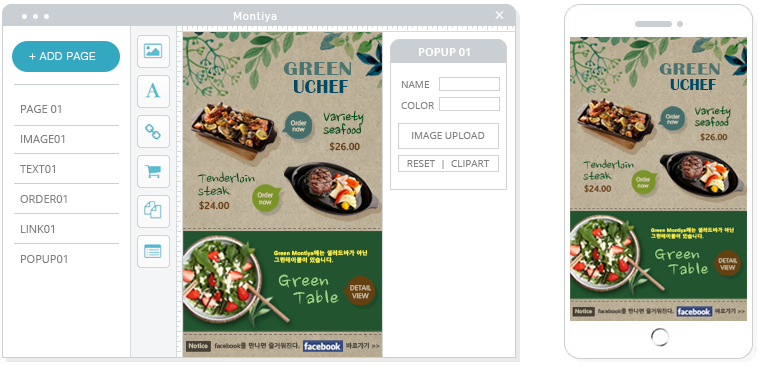 Montiya
X
+ ADD PAGE
PAGE 01
IMAGE01
TEXT01
ORDER01
LINK01
POPUP01
A
GREEN
UCHEF
Order
now
Variety
seafood
$26.00
Tenderloin
steak
$24.00
Order
now
Green Montiya에는 샐러드바가 아닌
그린테이블이 있습니다.
Green
Table
DETAIL
VIEW
Notice facebook를 만나면 즐거워진다. facebook 바로가기 >>
POPUP 01
NAME
COLOR
IMAGE UPLOAD
RESET | CLIPART
GREEN
UCHEF
Order
now
Variety
seafood
$26.00
Tenderloin
steak
$24.00
Order
now
Green Montiya에는 샐러드바가 아닌
그린테이블이 있습니다.
Green
Table
DETAIL
VIEW
Notice facebook를 만나면 즐거워진다. facebook 바로가기 >>